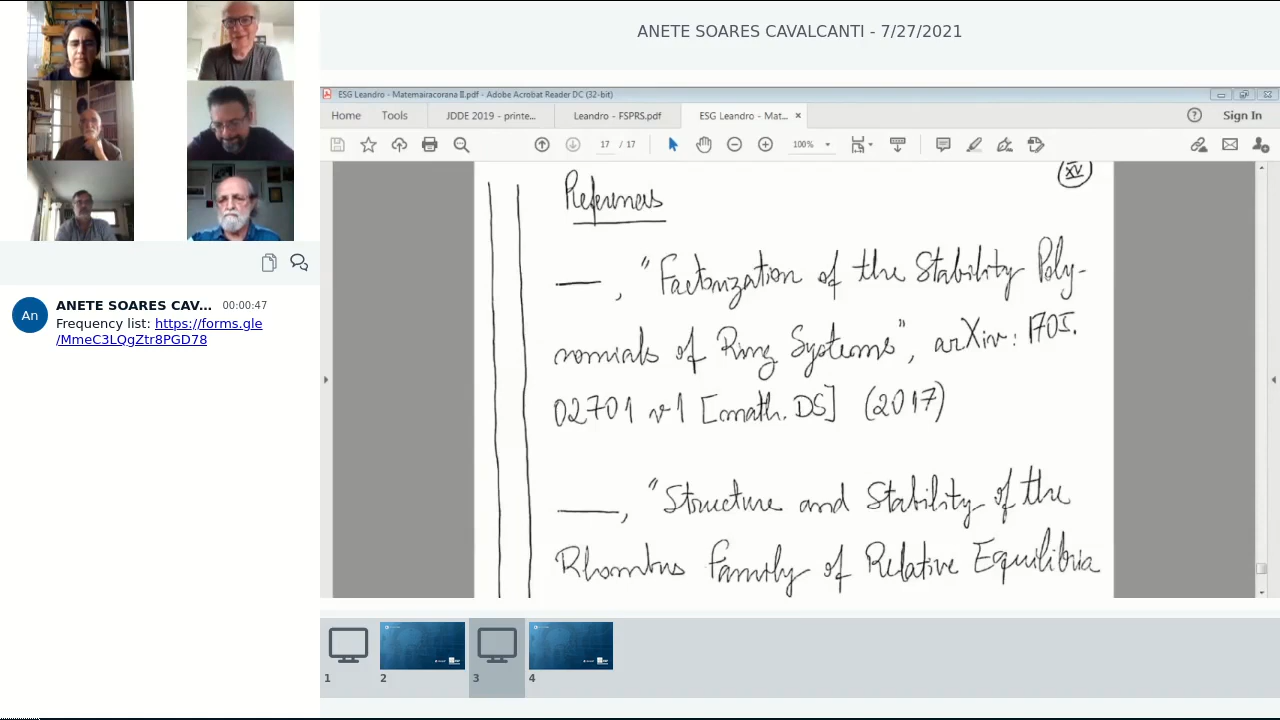 ANETE SOARES CAVALCANTI - 7/27/2021
ANETE SOARES CAV... 00:00:47
Frequency list: https://forms.gle
/MmeC3LQgZtr8PGD78
An
ESG Leandro - Matemairacorana II.pdf - Adobe Acrobat Reader DC (32-bit)
Home Tools JDDE 2019 - printe... Leandro - FSPRS.pdf ESG Leandro - Mat... × Sign In
17 / 17 100%
XV
References
—, "Factorization of the Stability Poly-
nomials of Ring Systems", arXiv: 1701.
02701 v1 [math.DS] (2017)
—, "Structure and Stability of the
Rhombus Family of Relative Equilibria
1 2 3 4